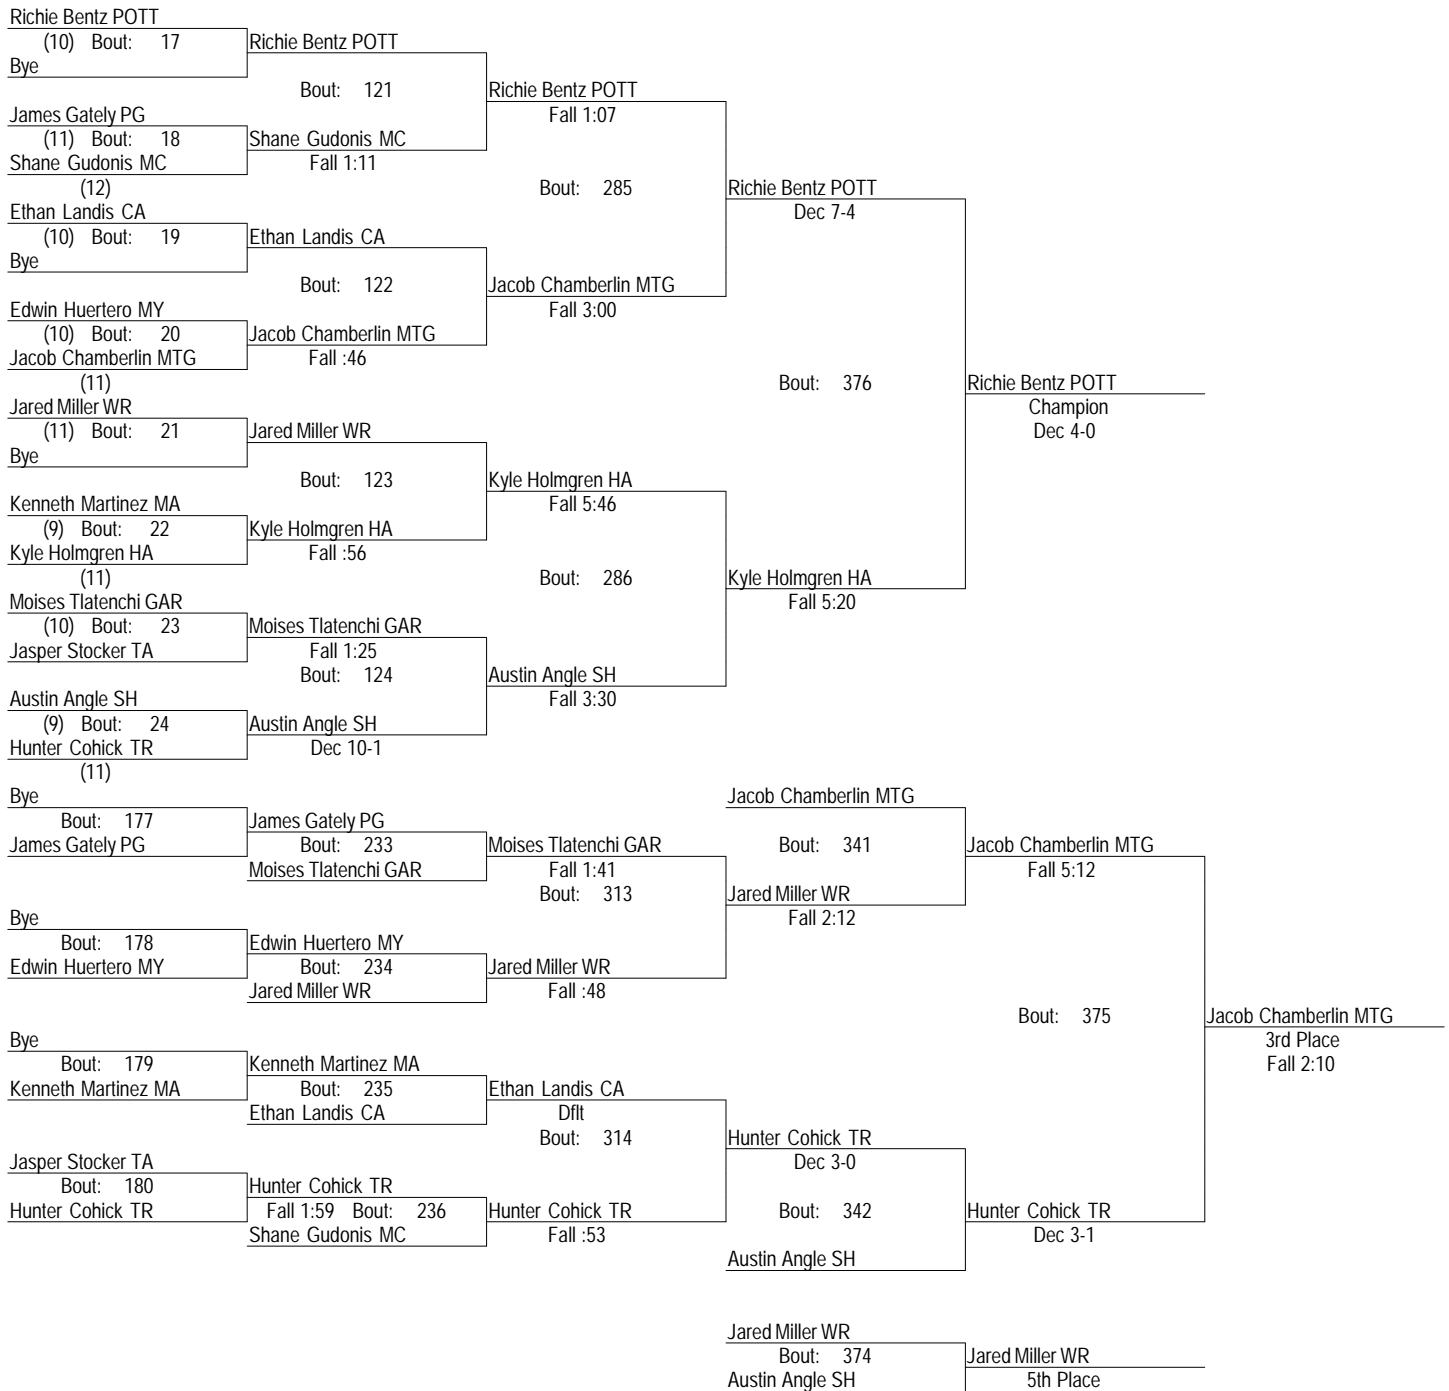 Richie Bentz POTT
(10) Bout: 17 Richie Bentz POTT
Bye
Bout: 121 Richie Bentz POTT
James Gately PG Fall 1:07
(11) Bout: 18 Shane Gudonis MC
Shane Gudonis MC Fall 1:11
(12) Bout: 285 Richie Bentz POTT
Ethan Landis CA Dec 7-4
(10) Bout: 19 Ethan Landis CA
Bye
Bout: 122 Jacob Chamberlin MTG
Edwin Huertero MY Fall 3:00
(10) Bout: 20 Jacob Chamberlin MTG
Jacob Chamberlin MTG Fall :46
(11) Bout: 376 Richie Bentz POTT
Jared Miller WR Champion
(11) Bout: 21 Jared Miller WR Dec 4-0
Bye
Bout: 123 Kyle Holmgren HA
Kenneth Martinez MA Fall 5:46
(9) Bout: 22 Kyle Holmgren HA
Kyle Holmgren HA Fall :56
(11) Bout: 286 Kyle Holmgren HA
Moises Tlatenchi GAR Fall 5:20
(10) Bout: 23 Moises Tlatenchi GAR
Jasper Stocker TA Fall 1:25
Bout: 124 Austin Angle SH
Austin Angle SH Fall 3:30
(9) Bout: 24 Austin Angle SH
Hunter Cohick TR Dec 10-1
(11)
Bye Jacob Chamberlin MTG
Bout: 177 James Gately PG
James Gately PG Bout: 233 Moises Tlatenchi GAR Bout: 341 Jacob Chamberlin MTG
Moises Tlatenchi GAR Fall 1:41 Fall 5:12
Bout: 313 Jared Miller WR
Bye Fall 2:12
Bout: 178 Edwin Huertero MY
Edwin Huertero MY Bout: 234 Jared Miller WR
Jared Miller WR Fall :48
Bout: 375 Jacob Chamberlin MTG
Bye 3rd Place
Bout: 179 Kenneth Martinez MA Fall 2:10
Kenneth Martinez MA Bout: 235 Ethan Landis CA
Ethan Landis CA Dflt
Bout: 314 Hunter Cohick TR
Jasper Stocker TA Dec 3-0
Bout: 180 Hunter Cohick TR
Hunter Cohick TR Fall 1:59 Bout: 236 Hunter Cohick TR Bout: 342 Hunter Cohick TR
Shane Gudonis MC Fall :53 Dec 3-1
Austin Angle SH
Jared Miller WR
Bout: 374 Jared Miller WR
Austin Angle SH 5th Place